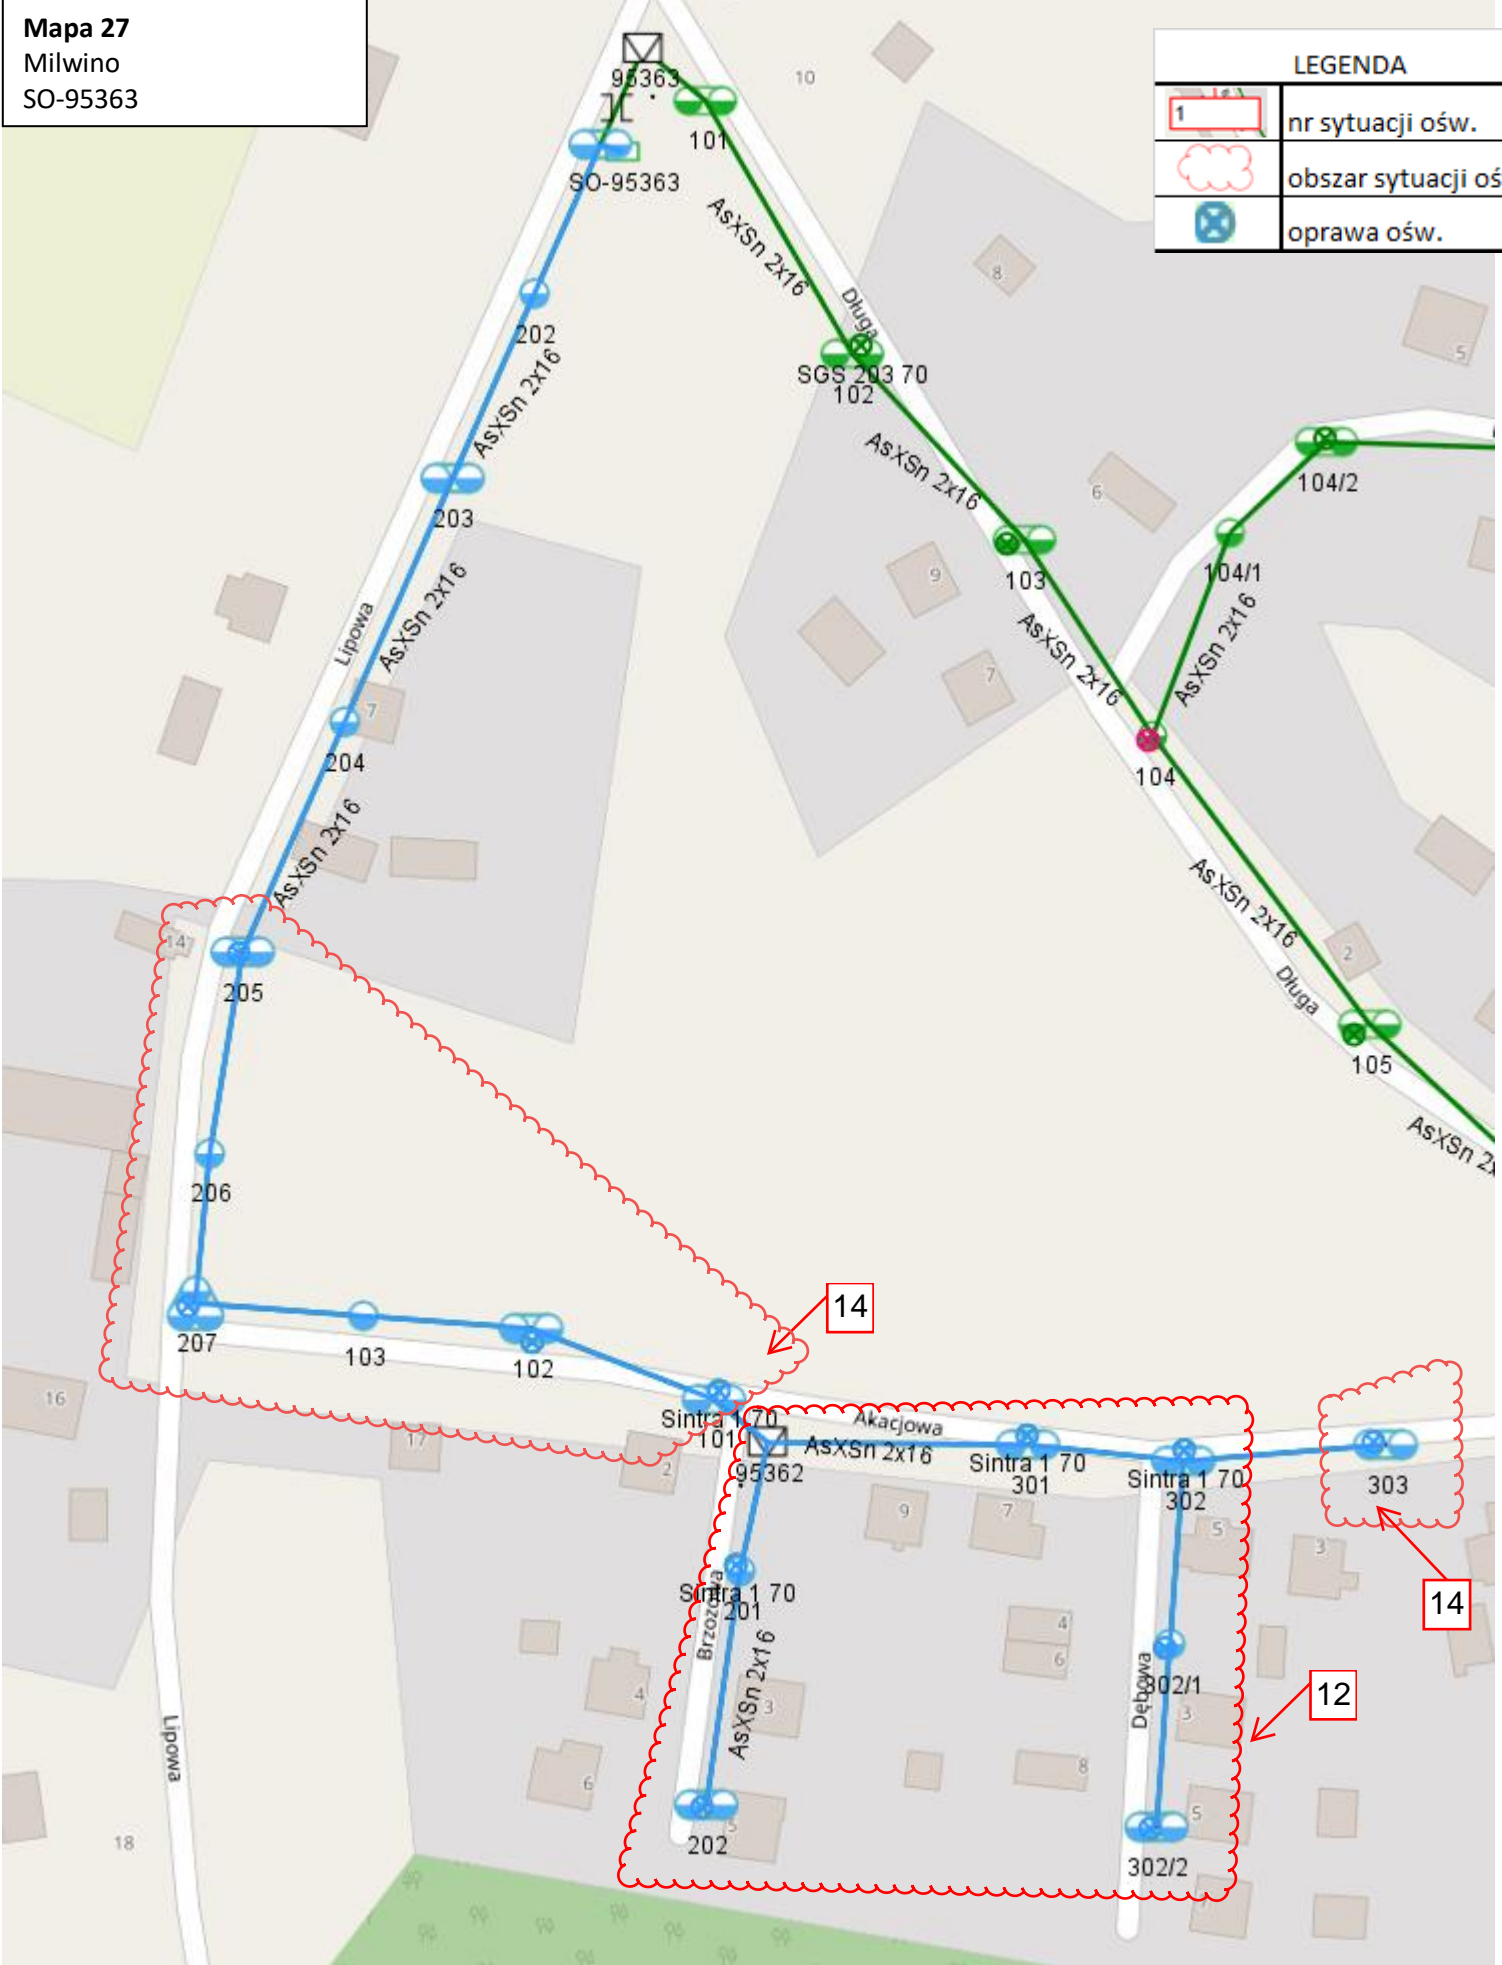 Mapa 27
Milwino
SO-95363
LEGENDA
1
nr sytuacji ośw.
obszar sytuacji oś
oprawa ośw.
95363
10
101
SO-95363
AsXSn 2x16
8
Długa
202
5
AsXSn 2x16
SGS 203 70
102
AsXSn 2x16
6
104/2
203
9
103
104/1
AsXSn 2x16
Lipowa
AsXSn 2x16
AsXSn 2x16
7
7
204
104
AsXSn 2x16
AsXSn 2x16
14
2
205
Długa
105
AsXSn 2x
206
14
207
103
102
16
Sintra 1 70
101
Akacjowa
17
2
95362
AsXSn 2x16
Sintra 1 70
301
Sintra 1 70
302
303
9
7
5
3
Sintra 1 70
201
Brzozowa
14
4
6
AsXSn 2x16
302/1
Dębowa
3
3
4
12
Lipowa
6
8
5
5
18
202
302/2